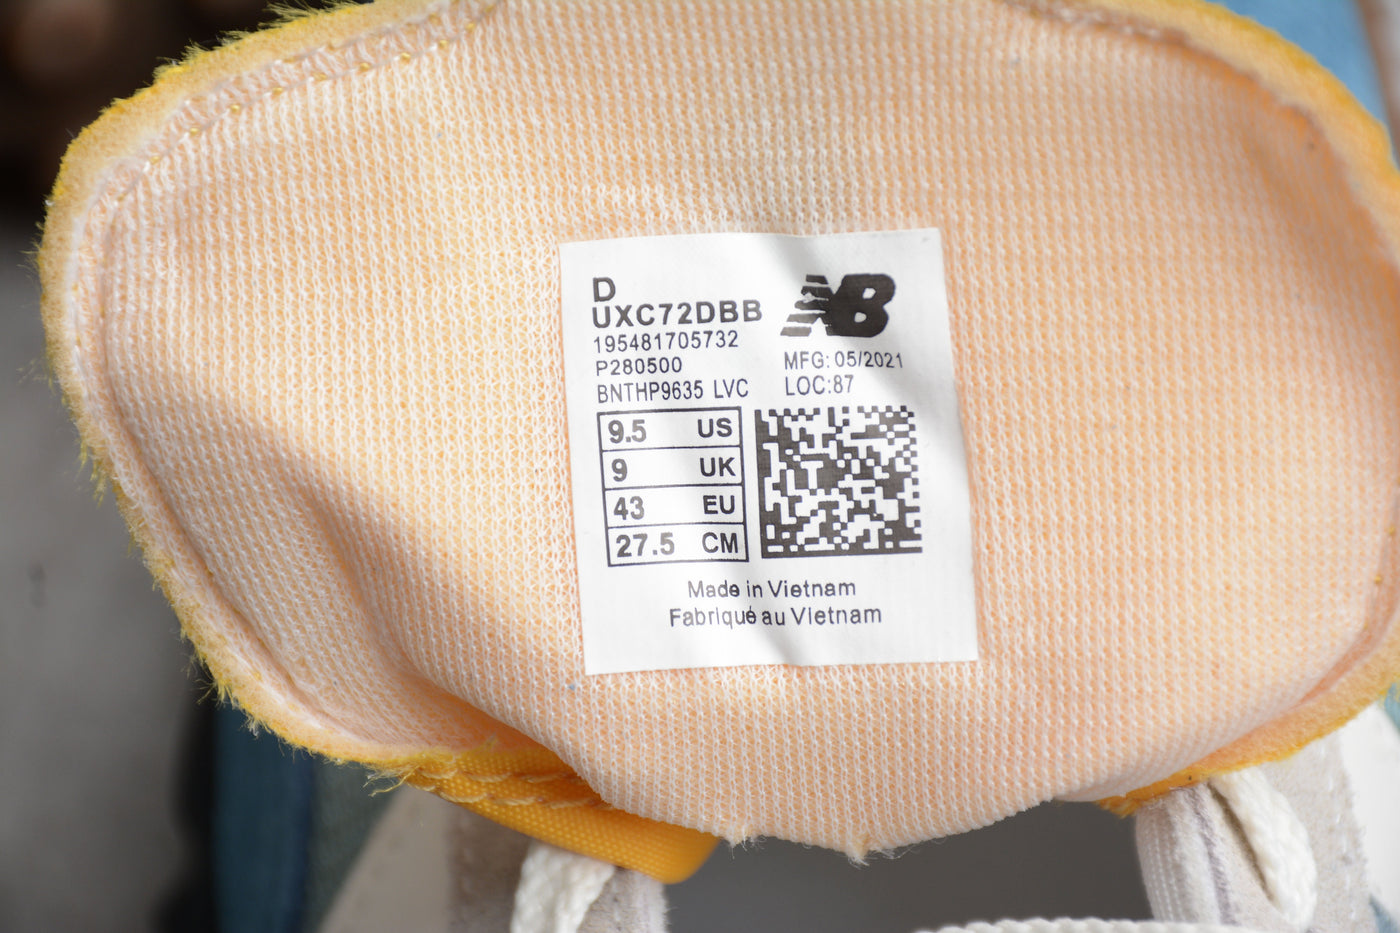 D
UXC72DBB
NB
195481705732
P280500
MFG: 05/2021
BNTHP9635 LVC
LOC:87
9.5 US
9 UK
43 EU
27.5 CM
Made in Vietnam
Fabriqué au Vietnam